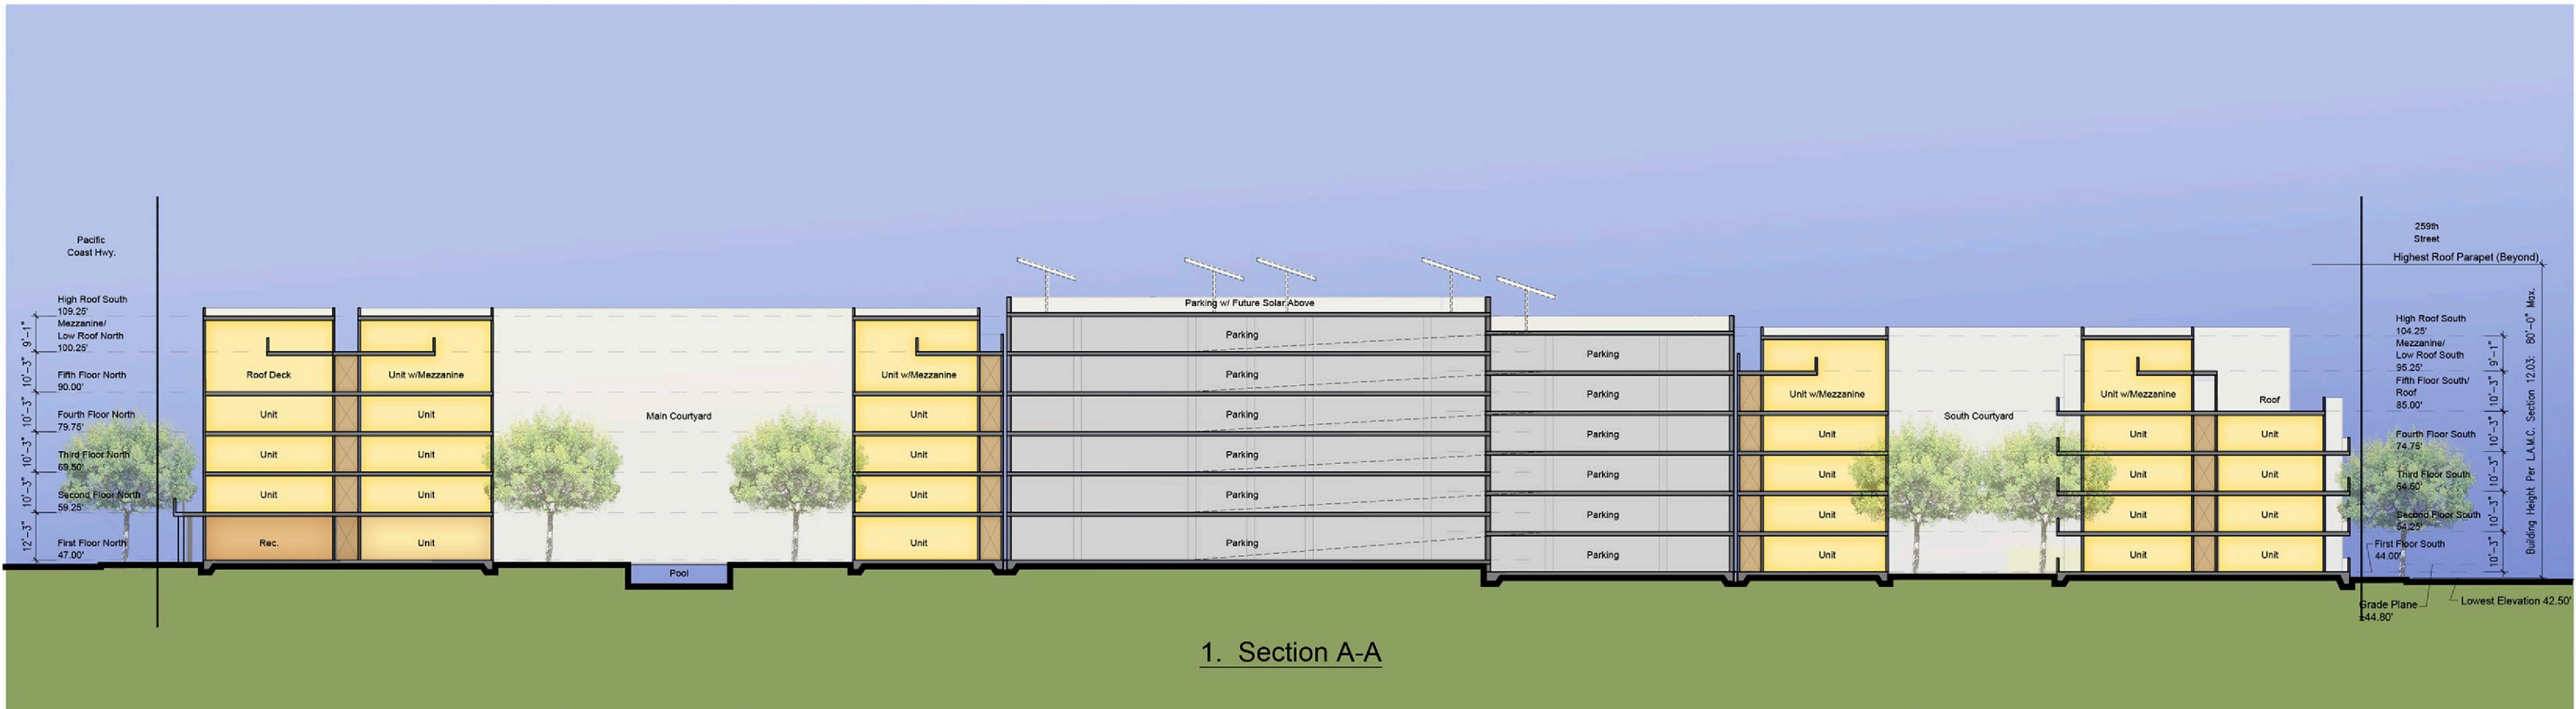 Pacific
Coast Hwy.
High Roof South
109.25'
Mezzanine/
Low Roof North
100.25'
Fifth Floor North
90.00'
Fourth Floor North
79.75'
Third Floor North
69.50'
Second Floor North
59.25'
First Floor North
47.00'
9'-1"
10'-3"
10'-3"
10'-3"
10'-3"
12'-3"
Roof Deck
Unit w/Mezzanine
Unit
Unit
Unit
Unit
Unit
Unit
Rec.
Unit
Main Courtyard
Pool
Unit w/Mezzanine
Unit
Unit
Unit
Unit
Parking w/ Future Solar Above
Parking
Parking
Parking
Parking
Parking
Parking
Parking
Parking
Parking
Parking
Parking
Parking
Unit w/Mezzanine
Unit
Unit
Unit
Unit
South Courtyard
Unit w/Mezzanine
Roof
Unit
Unit
Unit
Unit
Unit
Unit
Unit
Unit
259th
Street
Highest Roof Parapet (Beyond)
High Roof South
104.25'
Mezzanine/
Low Roof South
95.25'
Fifth Floor South/
Roof
85.00'
Fourth Floor South
74.75'
Third Floor South
64.50'
Second Floor South
54.25'
First Floor South
44.00'
9'-1"
10'-3"
10'-3"
10'-3"
10'-3"
10'-3"
Building Height Per L.A.M.C. Section 12.03: 80'-0" Max.
Grade Plane
±44.80'
Lowest Elevation 42.50'
1. Section A-A